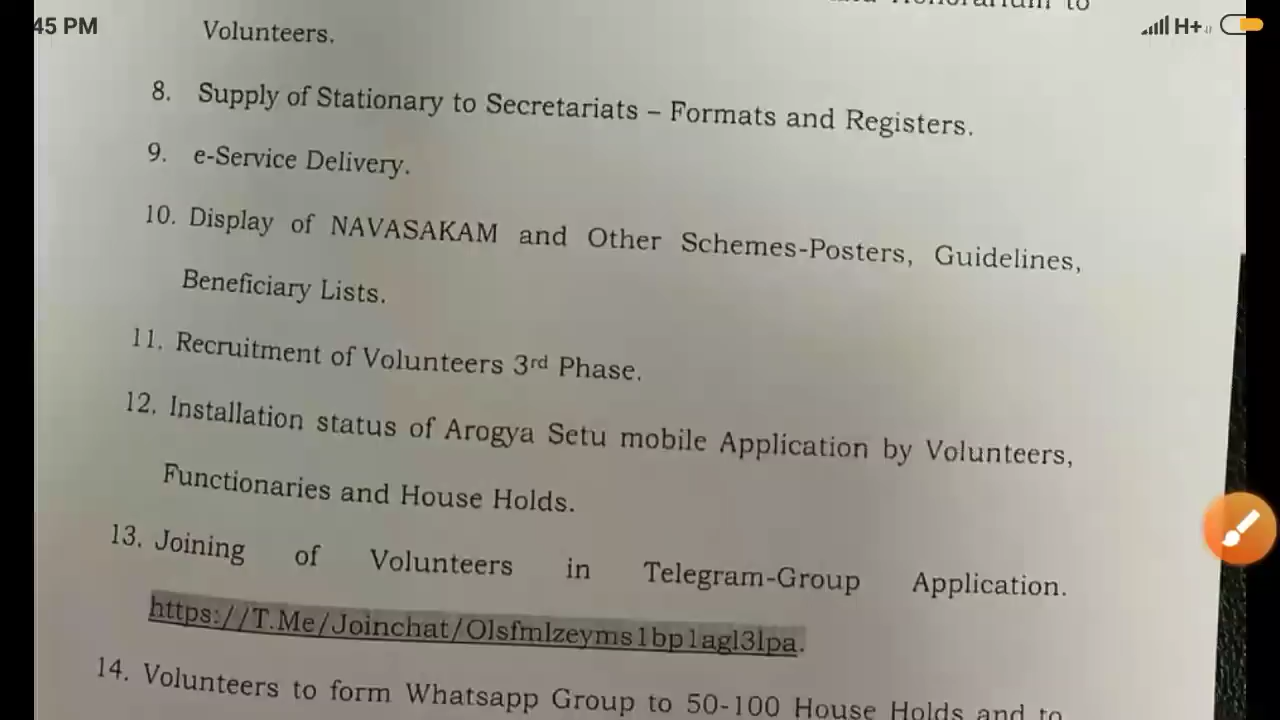 45 PM
H+
Honorarium to
Volunteers.
8. Supply of Stationary to Secretariats – Formats and Registers.
9. e-Service Delivery.
10. Display of NAVASAKAM and Other Schemes-Posters, Guidelines,
Beneficiary Lists.
11. Recruitment of Volunteers 3rd Phase.
12. Installation status of Arogya Setu mobile Application by Volunteers,
Functionaries and House Holds.
13. Joining of Volunteers in Telegram-Group Application.
https://T.Me/Joinchat/Olsfmlzeyms1bp1agl3lpa.
14. Volunteers to form Whatsapp Group to 50-100 House Holds and to